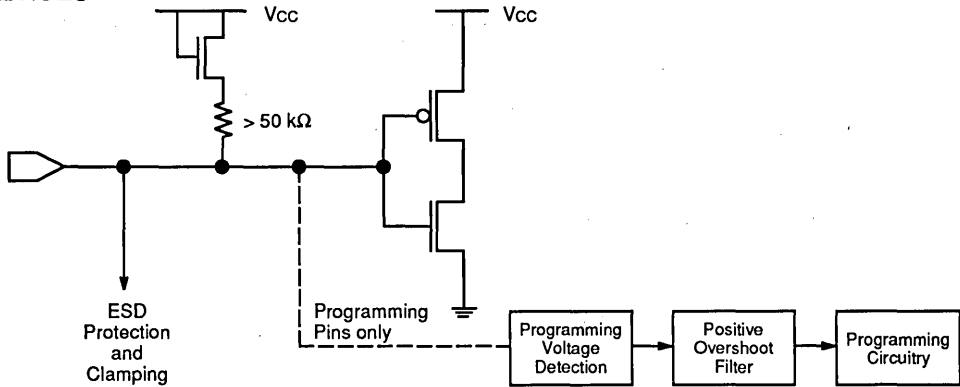 VCC
VCC
> 50 kΩ
ESD
Protection
and
Clamping
Programming
Pins only
Programming
Voltage
Detection
Positive
Overshoot
Filter
Programming
Circuitry